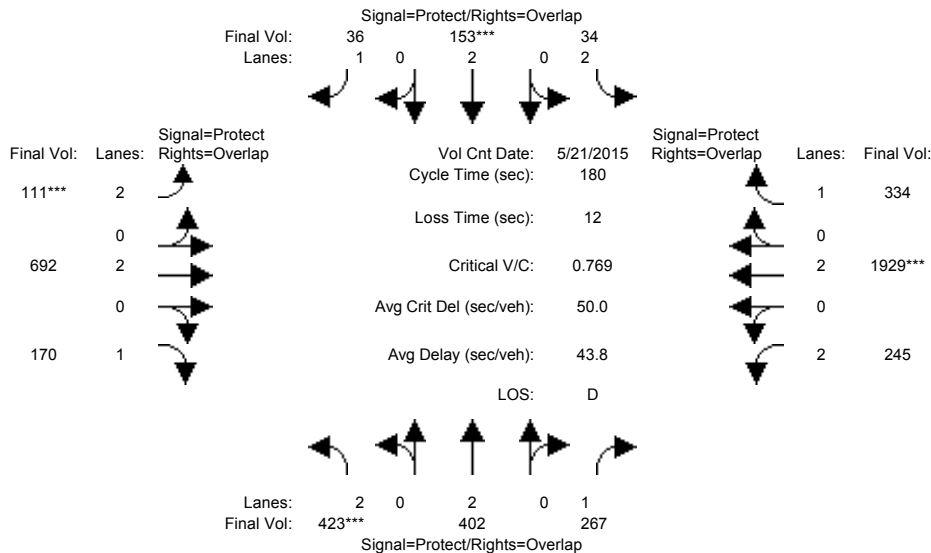 Signal=Protect/Rights=Overlap
Final Vol: 36 153*** 34
Lanes: 1 0 2 0 2
Signal=Protect Signal=Protect
Final Vol: Lanes: Rights=Overlap Vol Cnt Date: 5/21/2015 Rights=Overlap Lanes: Final Vol:
Cycle Time (sec): 180
111*** 2 1 334
Loss Time (sec): 12
0 0
692 2 Critical V/C: 0.769 2 1929***
0 Avg Crit Del (sec/veh): 50.0 0
170 1 Avg Delay (sec/veh): 43.8 2 245
LOS: D
Lanes: 2 0 2 0 1
Final Vol: 423*** 402 267
Signal=Protect/Rights=Overlap